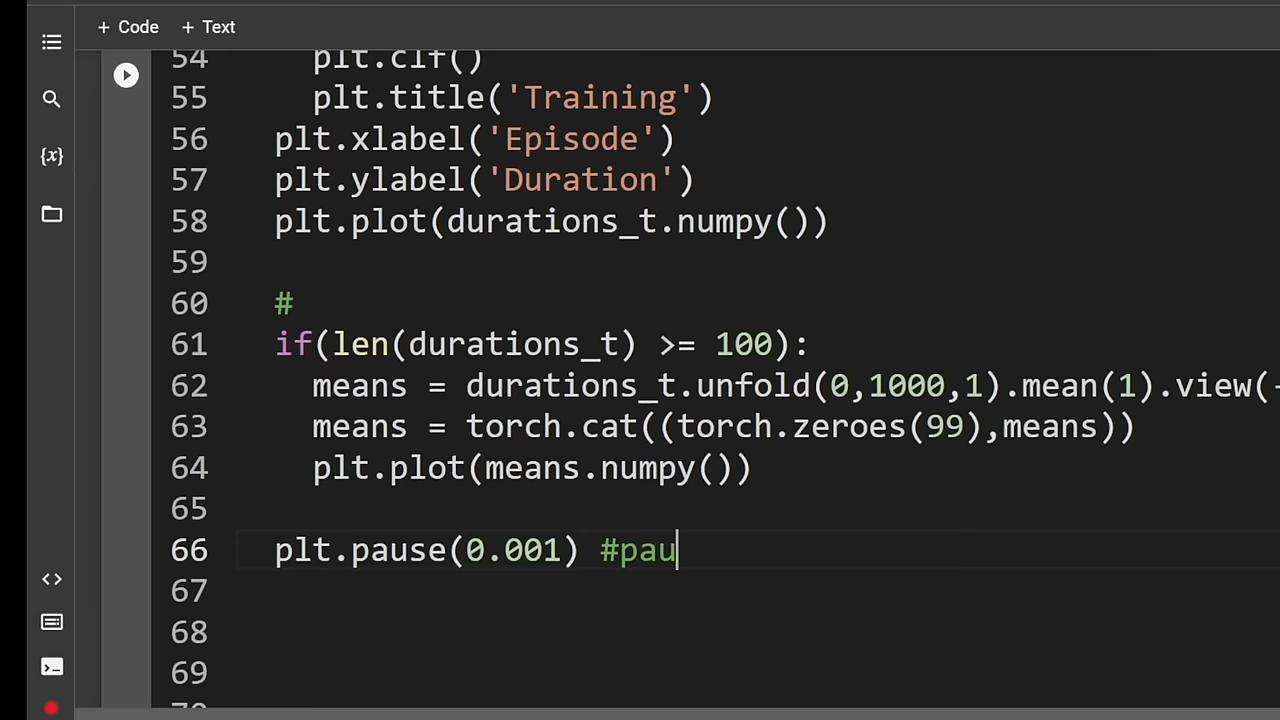 + Code + Text
54 plt.clf()
55 plt.title('Training')
56 plt.xlabel('Episode')
57 plt.ylabel('Duration')
58 plt.plot(durations_t.numpy())
59
60 #
61 if(len(durations_t) >= 100):
62 means = durations_t.unfold(0,1000,1).mean(1).view(-
63 means = torch.cat((torch.zeroes(99),means))
64 plt.plot(means.numpy())
65
66 plt.pause(0.001) #pau
67
68
69